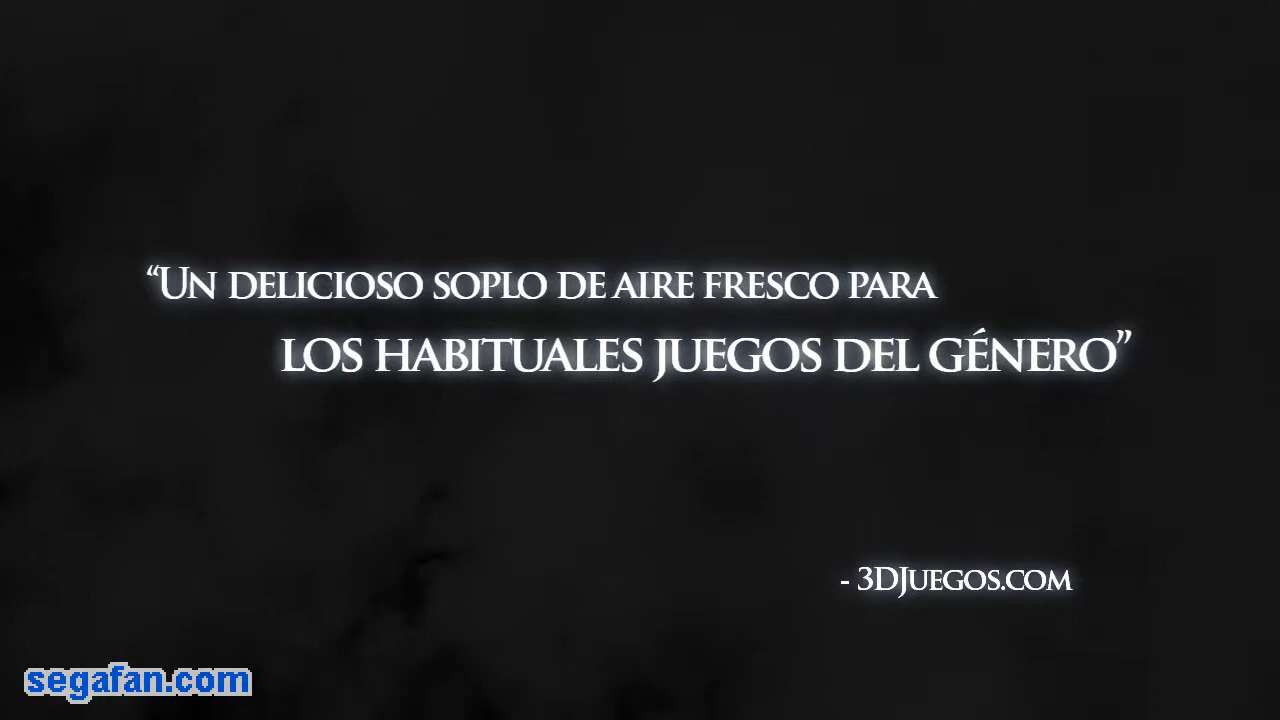 “Un delicioso soplo de aire fresco para
los habituales juegos del género”
- 3DJuegos.com
segafan.com